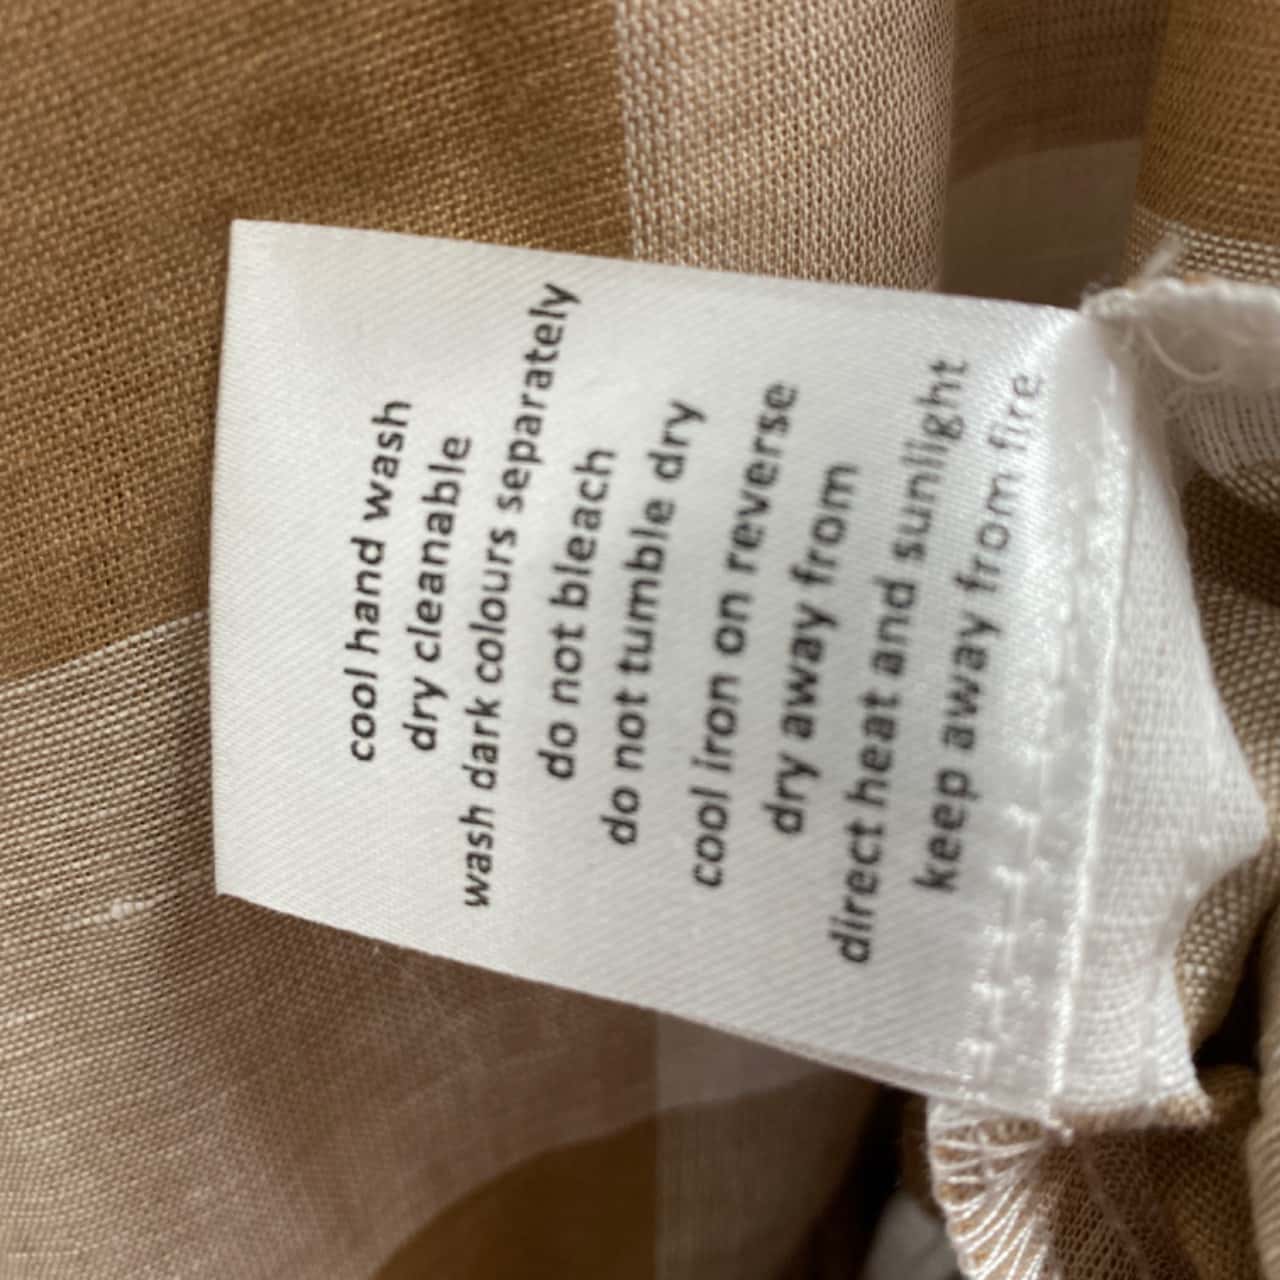 cool hand wash
dry cleanable
wash dark colours separately
do not bleach
do not tumble dry
cool iron on reverse
dry away from
direct heat and sunlight
keep away from fire